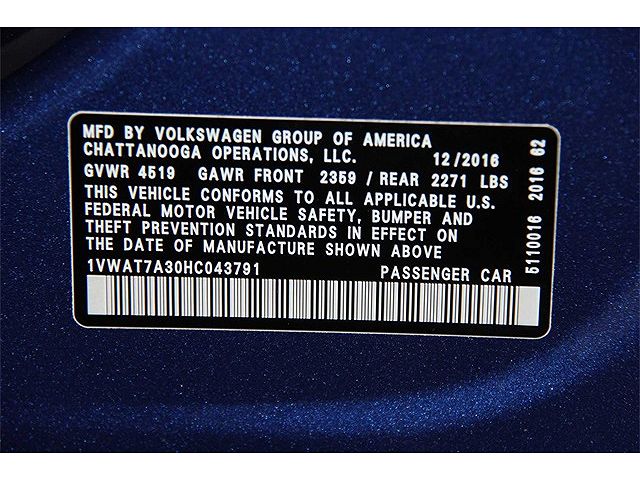 MFD BY VOLKSWAGEN GROUP OF AMERICA
CHATTANOOGA OPERATIONS, LLC. 12/2016
GVWR 4519 GAWR FRONT 2359 / REAR 2271 LBS
THIS VEHICLE CONFORMS TO ALL APPLICABLE U.S.
FEDERAL MOTOR VEHICLE SAFETY, BUMPER AND
THEFT PREVENTION STANDARDS IN EFFECT ON
THE DATE OF MANUFACTURE SHOWN ABOVE
1VWAT7A30HC043791 PASSENGER CAR
5110016 2016 62